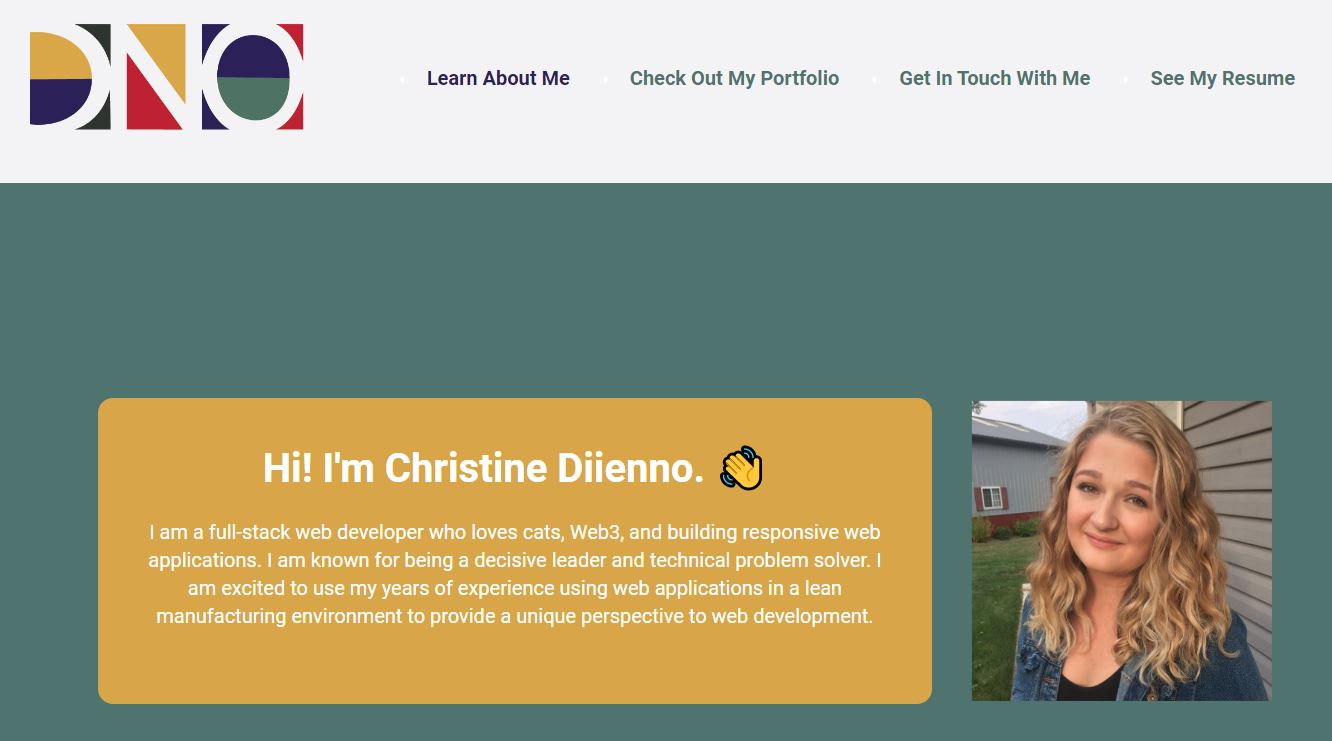 DNO
Learn About Me
Check Out My Portfolio
Get In Touch With Me
See My Resume
Hi! I'm Christine Diienno. 👋
I am a full-stack web developer who loves cats, Web3, and building responsive web
applications. I am known for being a decisive leader and technical problem solver. I
am excited to use my years of experience using web applications in a lean
manufacturing environment to provide a unique perspective to web development.